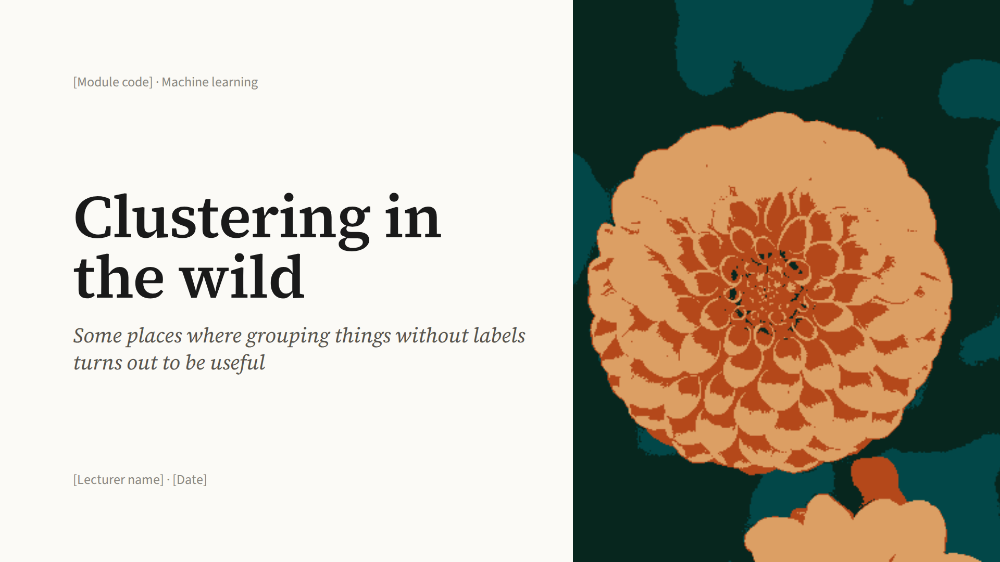 [Module code] · Machine learning
Clustering in
the wild
Some places where grouping things without labels
turns out to be useful
[Lecturer name] · [Date]